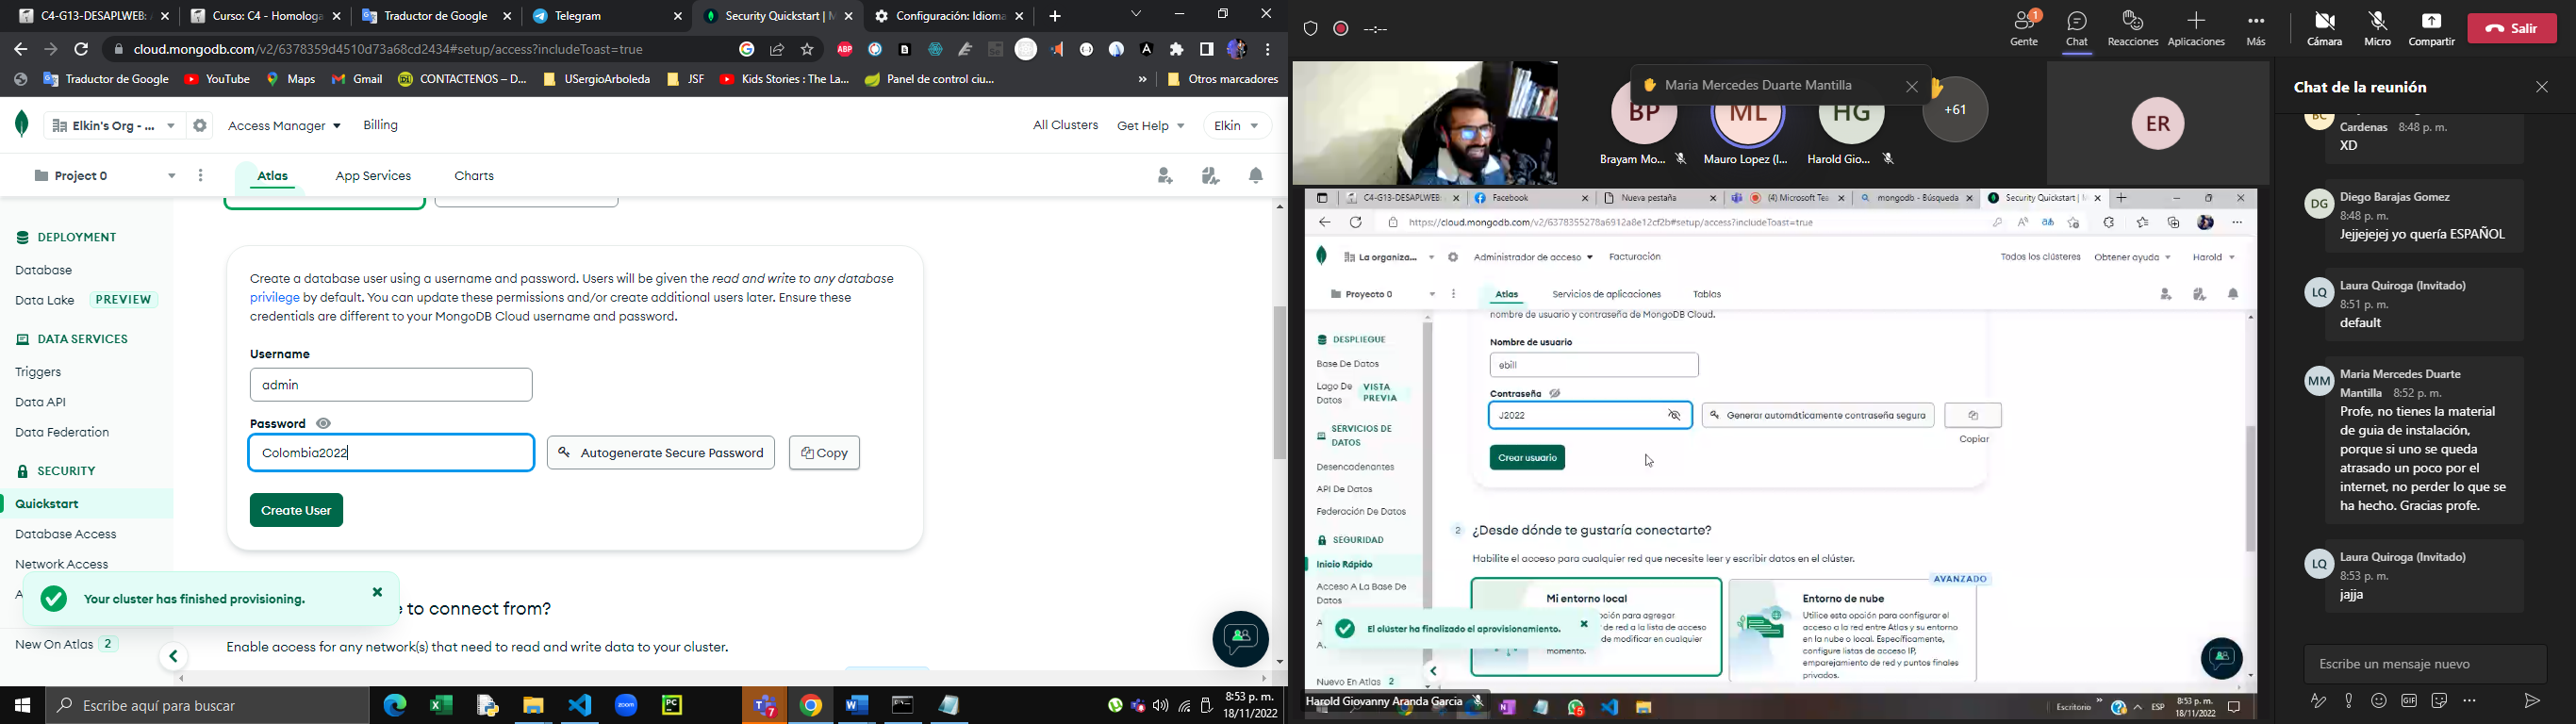 C4-G13-DESAPLWEB: /
Curso: C4 - Homologa
Traductor de Google
Telegram
Security Quickstart | M
Configuración: Idioma
cloud.mongodb.com/v2/6378359d4510d73a68cd2434#setup/access?includeToast=true
Traductor de Google
YouTube
Maps
Gmail
CONTACTENOS – D...
USergioArboleda
JSF
Kids Stories : The La...
Panel de control ciu...
Otros marcadores
Elkin's Org - ...
Access Manager
Billing
All Clusters
Get Help
Elkin
Project 0
Atlas
App Services
Charts
DEPLOYMENT
Database
Data Lake PREVIEW
DATA SERVICES
Triggers
Data API
Data Federation
SECURITY
Quickstart
Database Access
Network Access
A
New On Atlas 2
Create a database user using a username and password. Users will be given the read and write to any database
privilege by default. You can update these permissions and/or create additional users later. Ensure these
credentials are different to your MongoDB Cloud username and password.
Username
admin
Password
Colombia2022
Autogenerate Secure Password
Copy
Create User
Your cluster has finished provisioning.
e to connect from?
Enable access for any network(s) that need to read and write data to your cluster.
Escribe aquí para buscar
8:53 p. m.
18/11/2022
--:--
Gente
Chat
Reacciones
Aplicaciones
Más
Cámara
Micro
Compartir
Salir
Maria Mercedes Duarte Mantilla
BP
ML
HG
+61
ER
Brayam Mo...
Mauro Lopez (I...
Harold Gio...
C4-G13-DESAPLWEB
Facebook
Nueva pestaña
(4) Microsoft Tea
mongodb - Búsqueda
Security Quickstart | M
https://cloud.mongodb.com/v2/6378355278a6912a8e12cf2b#setup/access?includeToast=true
La organiza...
Administrador de acceso
Facturación
Todos los clústeres
Obtener ayuda
Harold
Proyecto 0
Atlas
Servicios de aplicaciones
Tablas
DESPLIEGUE
Base De Datos
Lago De Datos VISTA PREVIA
SERVICIOS DE DATOS
Desencadenantes
API De Datos
Federación De Datos
SEGURIDAD
Inicio Rápido
Acceso A La Base De Datos
A
A.
Nuevo En Atlas 2
nombre de usuario y contraseña de MongoDB Cloud.
Nombre de usuario
ebill
Contraseña
J2022
Generar automáticamente contraseña segura
Copiar
Crear usuario
2 ¿Desde dónde te gustaría conectarte?
Habilite el acceso para cualquier red que necesite leer y escribir datos en el clúster.
Mi entorno local
pción para agregar
de red a la lista de acceso
de modificar en cualquier
momento.
El clúster ha finalizado el aprovisionamiento.
AVANZADO
Entorno de nube
Utilice esta opción para configurar el
acceso a la red entre Atlas y su entorno
en la nube o local. Específicamente,
configure listas de acceso IP,
emparejamiento de red y puntos finales
privados.
Harold Giovanny Aranda Garcia
Escritorio
ESP
8:53 p. m.
18/11/2022
Chat de la reunión
BC
Cardenas 8:48 p. m.
XD
DG
Diego Barajas Gomez
8:48 p. m.
Jejjejejej yo quería ESPAÑOL
LQ
Laura Quiroga (Invitado)
8:51 p. m.
default
MM
Maria Mercedes Duarte
Mantilla 8:52 p. m.
Profe, no tienes la material
de guia de instalación,
porque si uno se queda
atrasado un poco por el
internet, no perder lo que se
ha hecho. Gracias profe.
LQ
Laura Quiroga (Invitado)
8:53 p. m.
jajja
Escribe un mensaje nuevo